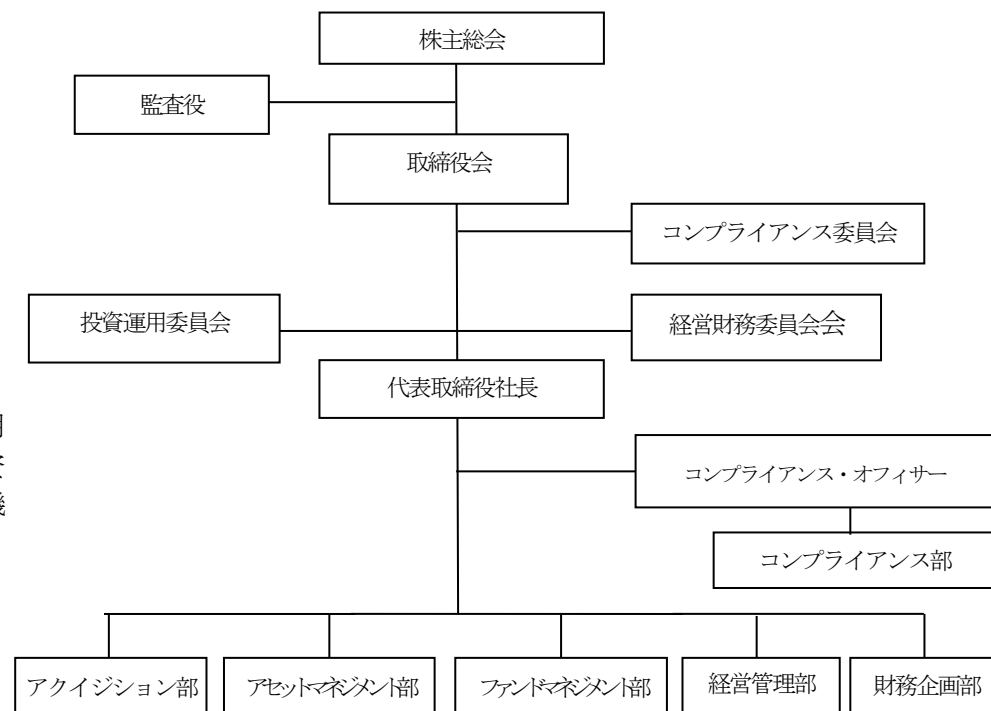 株主総会
監査役
取締役会
コンプライアンス委員会
投資運用委員会
経営財務委員会会
代表取締役社長
コンプライアンス・オフィサー
コンプライアンス部
アクイジション部
アセットマネジメント部
ファンドマネジメント部
経営管理部
財務企画部